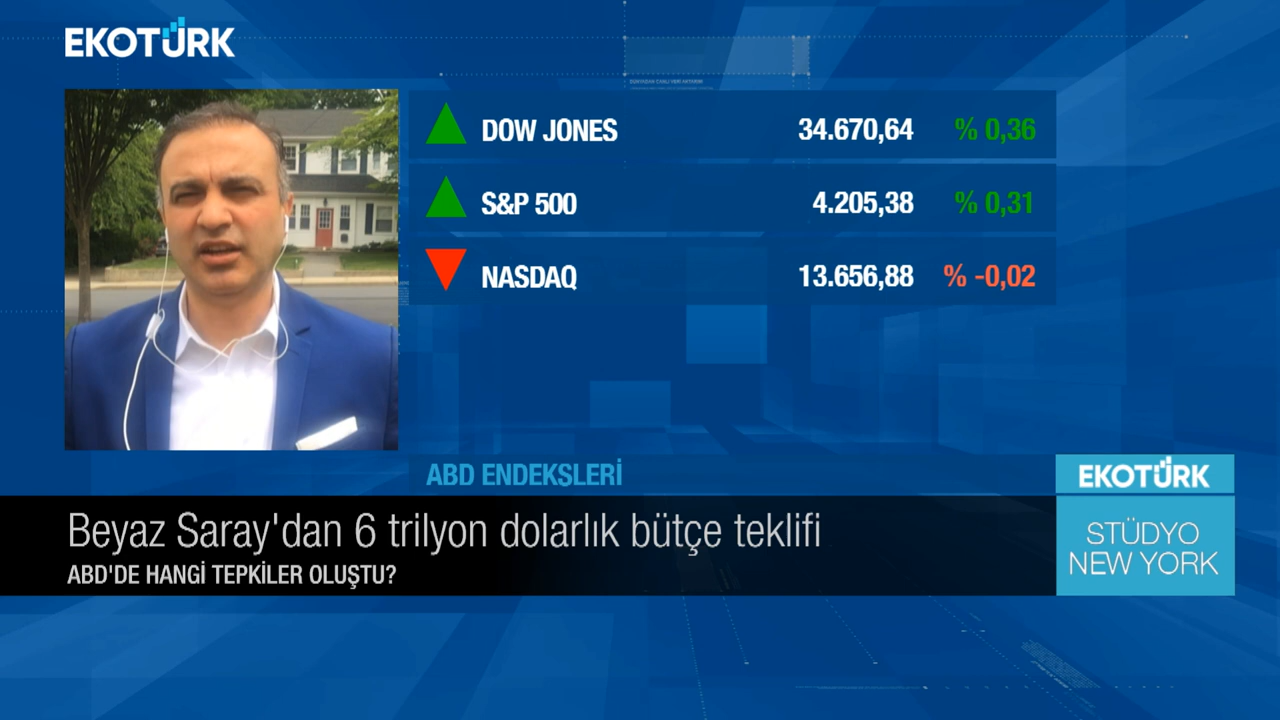 EKOTÜRK
DOW JONES 34.670,64 % 0,36
S&P 500 4.205,38 % 0,31
NASDAQ 13.656,88 % -0,02
ABD ENDEKSLERİ
EKOTÜRK
Beyaz Saray'dan 6 trilyon dolarlık bütçe teklifi
ABD'DE HANGİ TEPKİLER OLUŞTU?
STÜDYO
NEW YORK